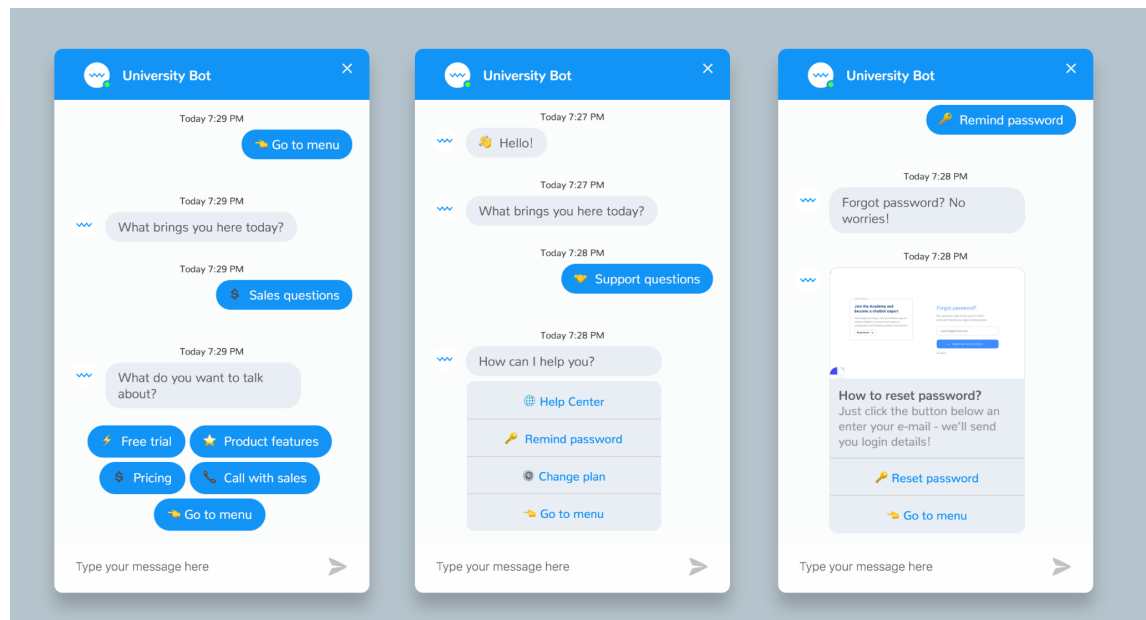 University Bot
Today 7:29 PM
Go to menu
Today 7:29 PM
What brings you here today?
Today 7:29 PM
Sales questions
Today 7:29 PM
What do you want to talk
about?
Free trial
Product features
Pricing
Call with sales
Go to menu
Type your message here
University Bot
Today 7:27 PM
Hello!
Today 7:27 PM
What brings you here today?
Today 7:28 PM
Support questions
Today 7:28 PM
How can I help you?
Help Center
Remind password
Change plan
Go to menu
Type your message here
University Bot
Remind password
Today 7:28 PM
Forgot password? No
worries!
Today 7:28 PM
Join the Academy and
become a chatbot expert
Forgot password?
How to reset password?
Just click the button below an
enter your e-mail - we'll send
you login details!
Reset password
Go to menu
Type your message here